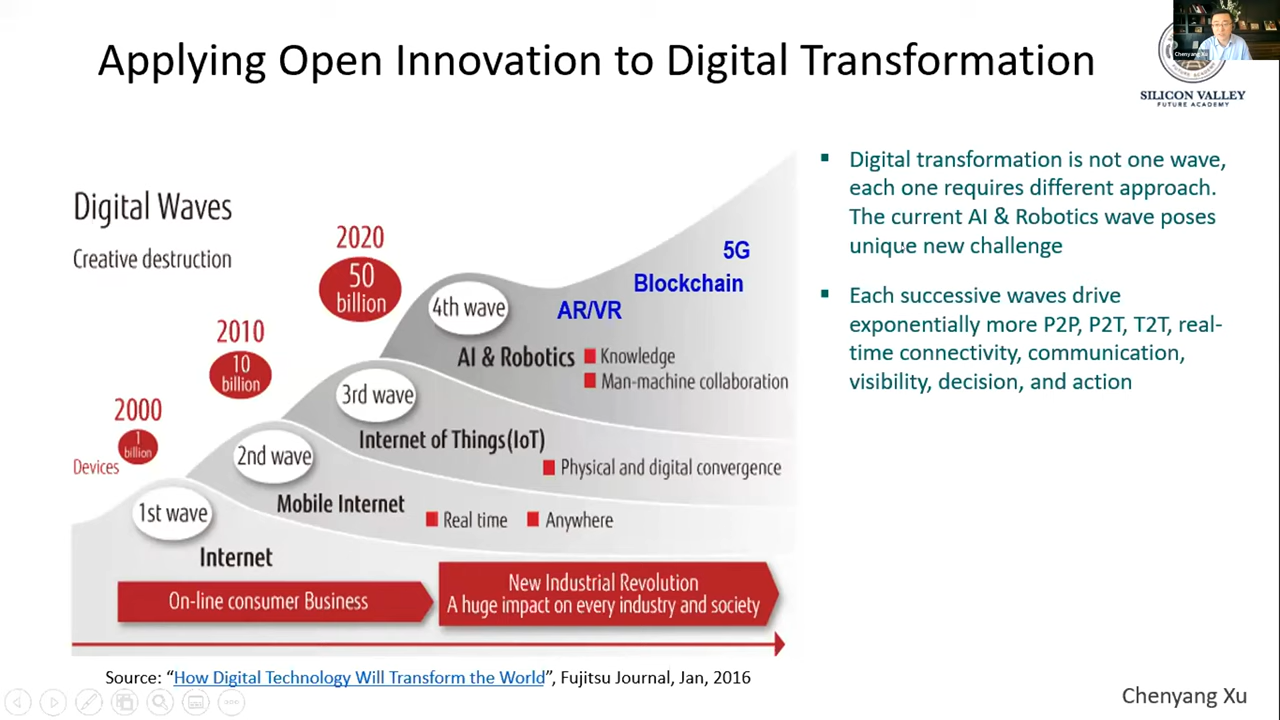 Applying Open Innovation to Digital Transformation
Chenyang Xu
SILICON VALLEY
FUTURE ACADEMY
Digital Waves
Creative destruction
2020
50
billion
2010
10
billion
2000
1
billion
Devices
5G
Blockchain
AR/VR
4th wave
AI & Robotics
Knowledge
Man-machine collaboration
3rd wave
Internet of Things(IoT)
Physical and digital convergence
2nd wave
Mobile Internet
Real time
Anywhere
1st wave
Internet
On-line consumer Business
New Industrial Revolution
A huge impact on every industry and society
Digital transformation is not one wave,
each one requires different approach.
The current AI & Robotics wave poses
unique new challenge
Each successive waves drive
exponentially more P2P, P2T, T2T, real-
time connectivity, communication,
visibility, decision, and action
Source: “How Digital Technology Will Transform the World”, Fujitsu Journal, Jan, 2016
Chenyang Xu